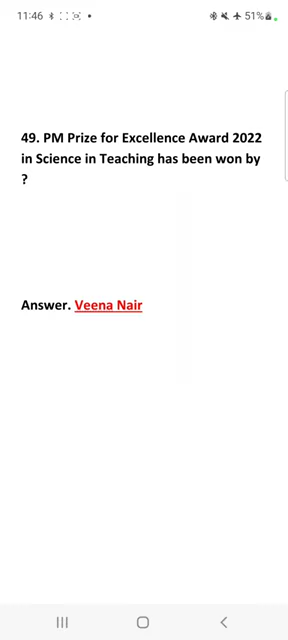 11:46
51%
49. PM Prize for Excellence Award 2022
in Science in Teaching has been won by
?
Answer. Veena Nair